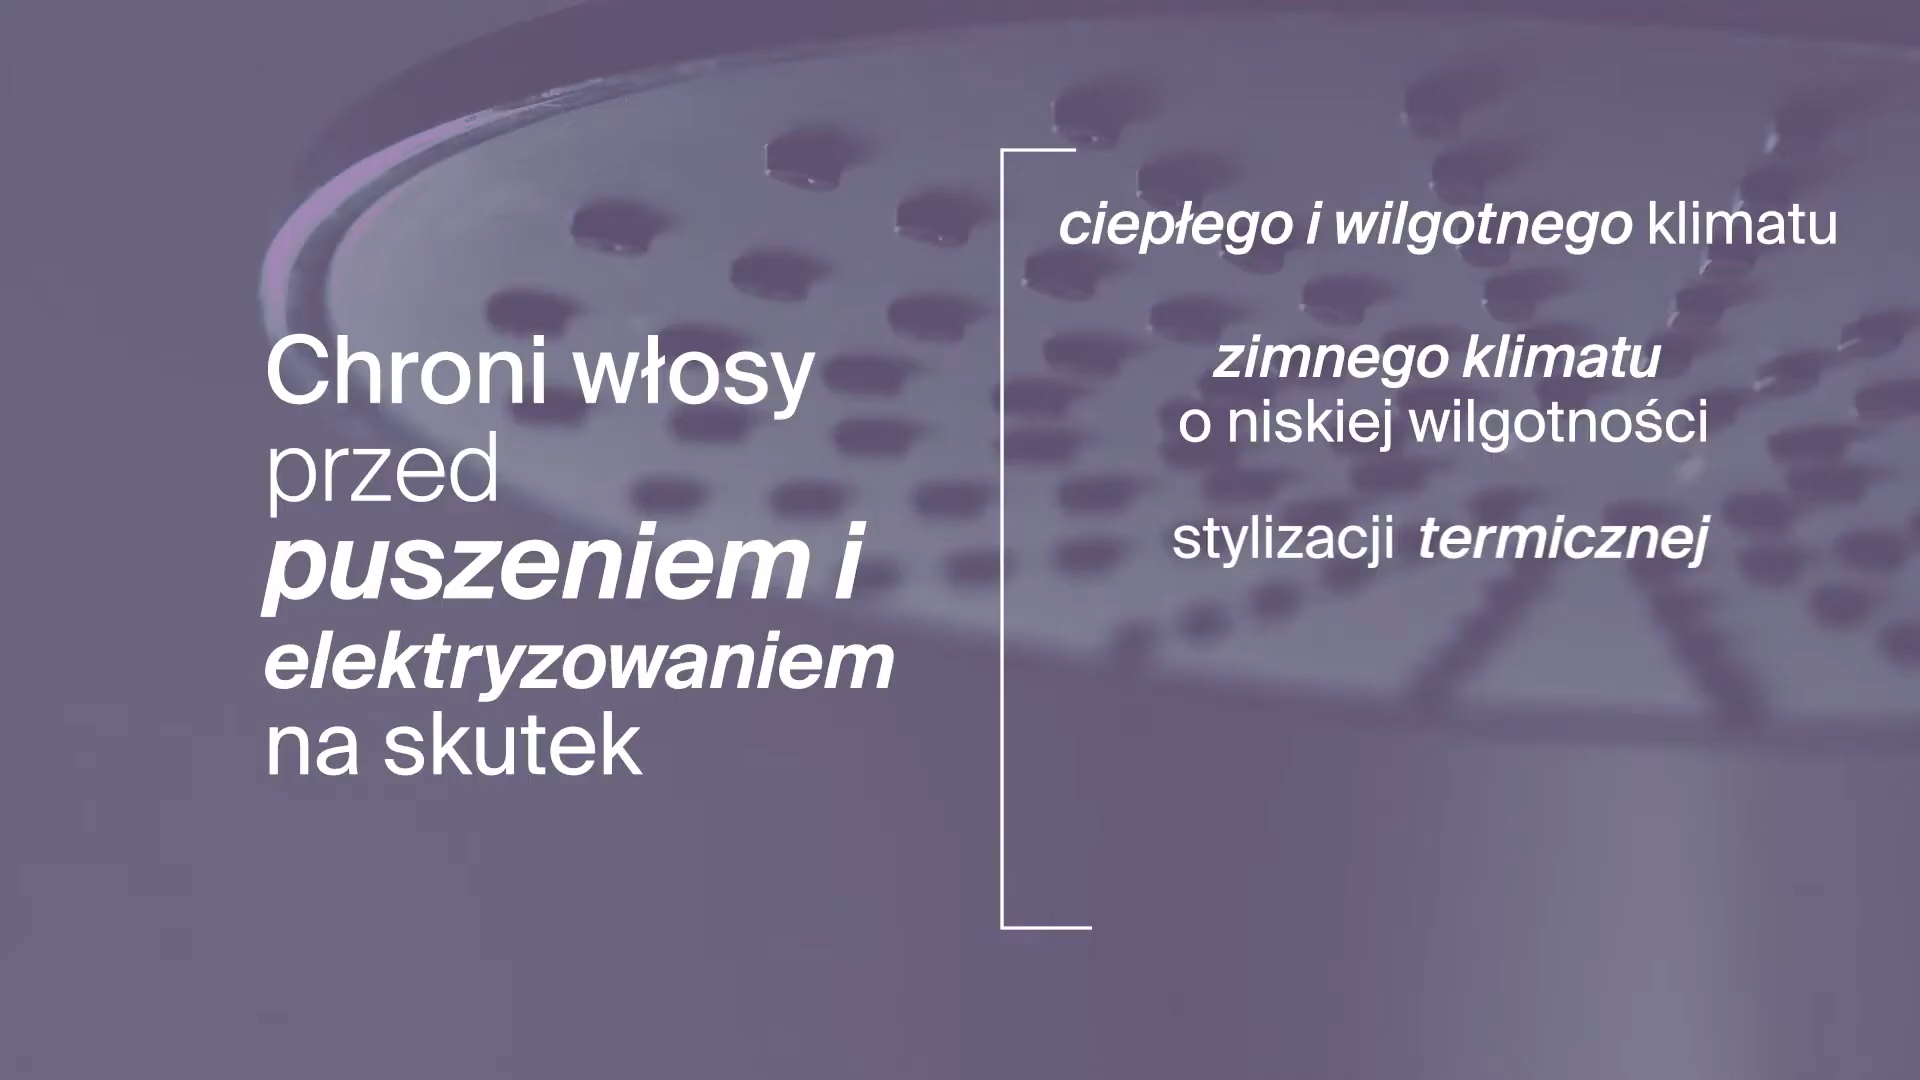 Chroni włosy
przed
puszeniem i
elektryzowaniem
na skutek
ciepłego i wilgotnego klimatu
zimnego klimatu
o niskiej wilgotności
stylizacji termicznej